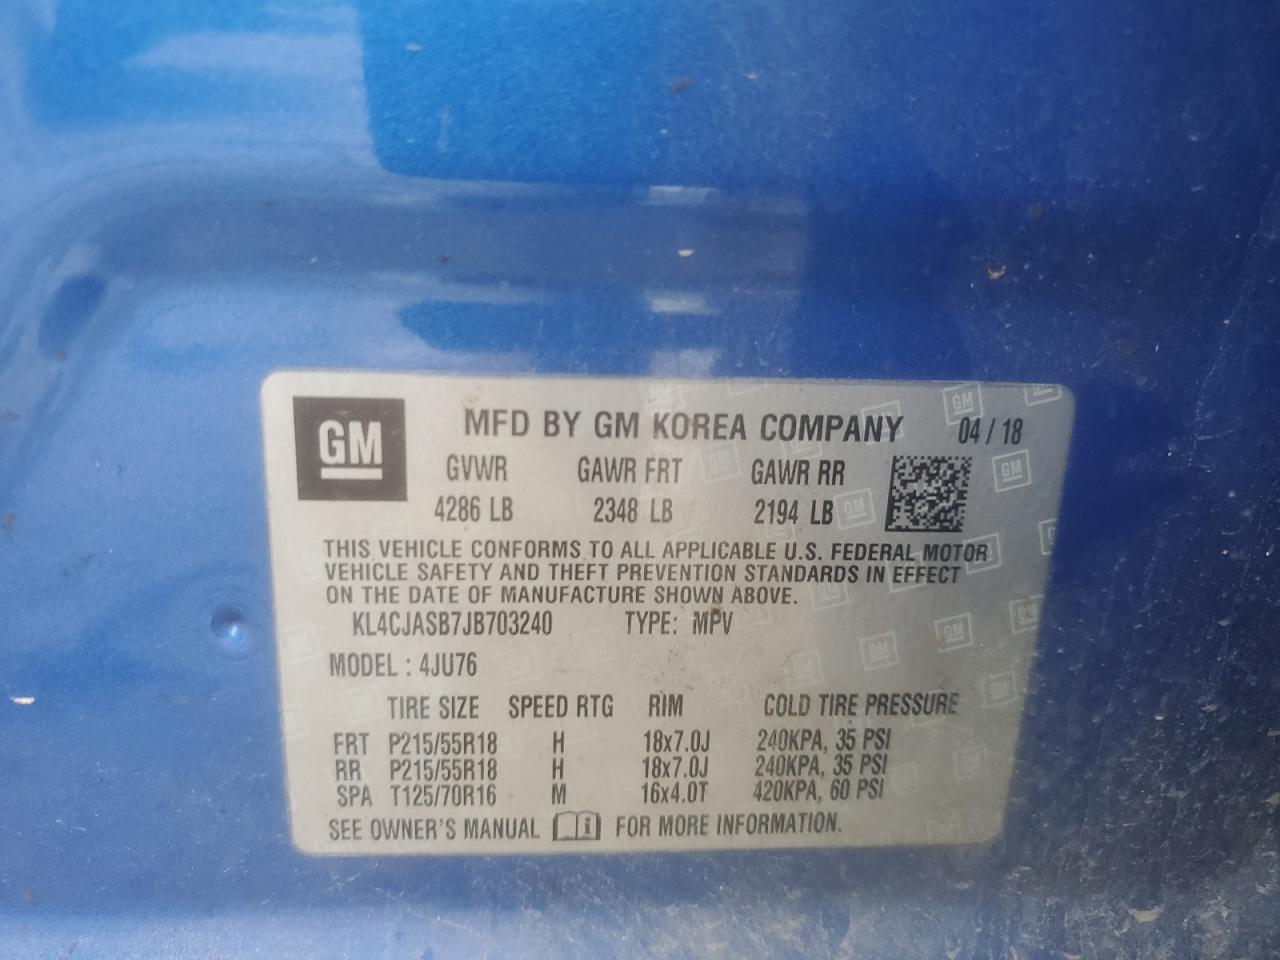 GM
MFD BY GM KOREA COMPANY 04 / 18
GVWR GAWR FRT GAWR RR
4286 LB 2348 LB 2194 LB
THIS VEHICLE CONFORMS TO ALL APPLICABLE U.S. FEDERAL MOTOR
VEHICLE SAFETY AND THEFT PREVENTION STANDARDS IN EFFECT
ON THE DATE OF MANUFACTURE SHOWN ABOVE.
KL4CJASB7JB703240 TYPE: MPV
MODEL : 4JU76
TIRE SIZE SPEED RTG RIM COLD TIRE PRESSURE
FRT P215/55R18 H 18x7.0J 240KPA, 35 PSI
RR P215/55R18 H 18x7.0J 240KPA, 35 PSI
SPA T125/70R16 M 16x4.0T 420KPA, 60 PSI
SEE OWNER'S MANUAL i FOR MORE INFORMATION.